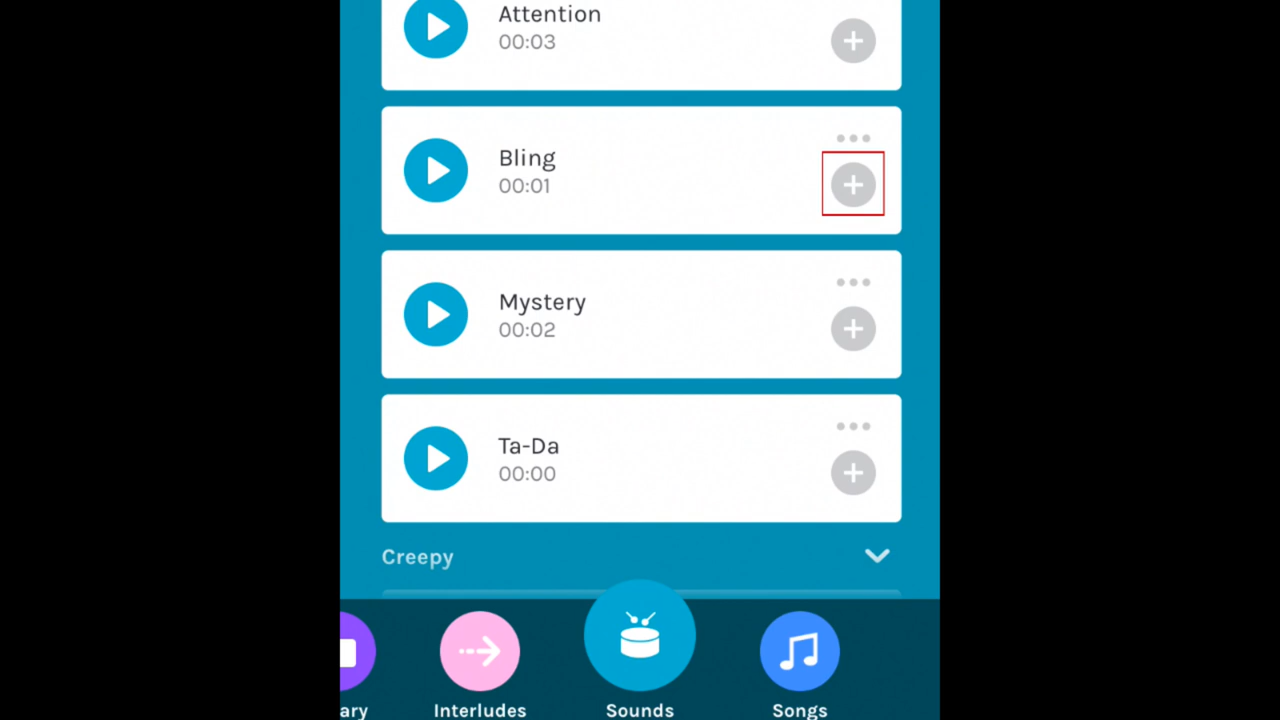 Attention
00:03
Bling
00:01
Mystery
00:02
Ta-Da
00:00
Creepy
ary
Interludes
Sounds
Songs